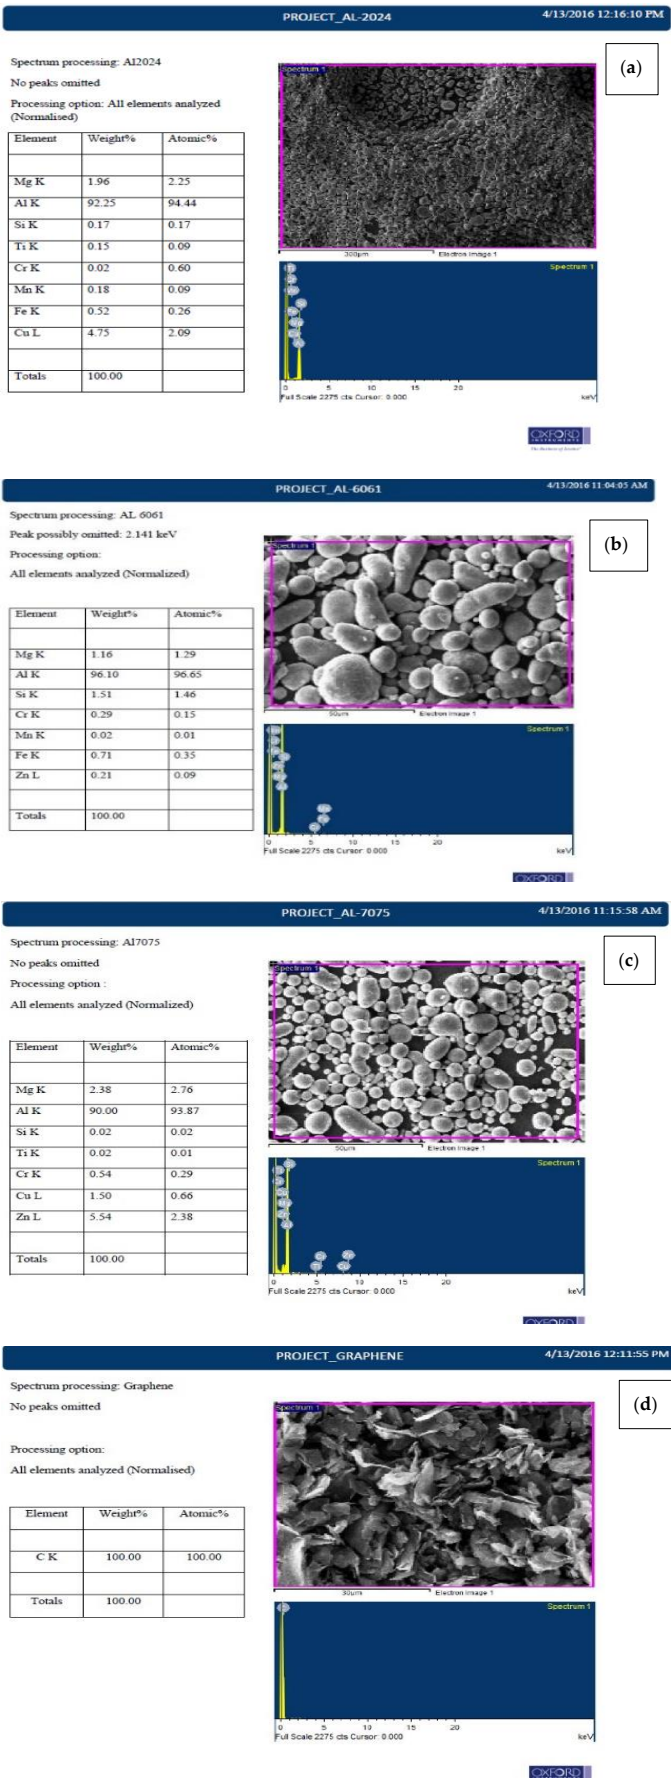 PROJECT_AL-2024 4/13/2016 12:16:10 PM
Spectrum processing: Al2024
No peaks omitted
Processing option: All elements analyzed
(Normalised)
Element Weight% Atomic%
Mg K 1.96 2.25
Al K 92.25 94.44
Si K 0.17 0.17
Ti K 0.15 0.09
Cr K 0.02 0.60
Mn K 0.18 0.09
Fe K 0.52 0.26
Cu L 4.75 2.09
Totals 100.00
(a)
Spectrum 1
300µm Electron Image 1
Spectrum 1
0 5 10 15 20
Full Scale 2275 cts Cursor: 0.000 keV
OXFORD
INSTRUMENTS
PROJECT_AL-6061 4/13/2016 11:04:05 AM
Spectrum processing: AL 6061
Peak possibly omitted: 2.141 keV
Processing option:
All elements analyzed (Normalized)
Element Weight% Atomic%
Mg K 1.16 1.29
Al K 96.10 96.65
Si K 1.51 1.46
Cr K 0.29 0.15
Mn K 0.02 0.01
Fe K 0.71 0.35
Zn L 0.21 0.09
Totals 100.00
(b)
Spectrum 1
50µm Electron Image 1
Spectrum 1
0 5 10 15 20
Full Scale 2275 cts Cursor: 0.000 keV
OXFORD
PROJECT_AL-7075 4/13/2016 11:15:58 AM
Spectrum processing: Al7075
No peaks omitted
Processing option :
All elements analyzed (Normalized)
Element Weight% Atomic%
Mg K 2.38 2.76
Al K 90.00 93.87
Si K 0.02 0.02
Ti K 0.02 0.01
Cr K 0.54 0.29
Cu L 1.50 0.66
Zn L 5.54 2.38
Totals 100.00
(c)
Spectrum 1
50µm Electron Image 1
Spectrum 1
0 5 10 15 20
Full Scale 2275 cts Cursor: 0.000 keV
OXFORD
PROJECT_GRAPHENE 4/13/2016 12:11:55 PM
Spectrum processing: Graphene
No peaks omitted
Processing option:
All elements analyzed (Normalised)
Element Weight% Atomic%
C K 100.00 100.00
Totals 100.00
(d)
Spectrum 1
30µm Electron Image 1
Spectrum 1
0 5 10 15 20
Full Scale 2275 cts Cursor: 0.000 keV
OXFORD